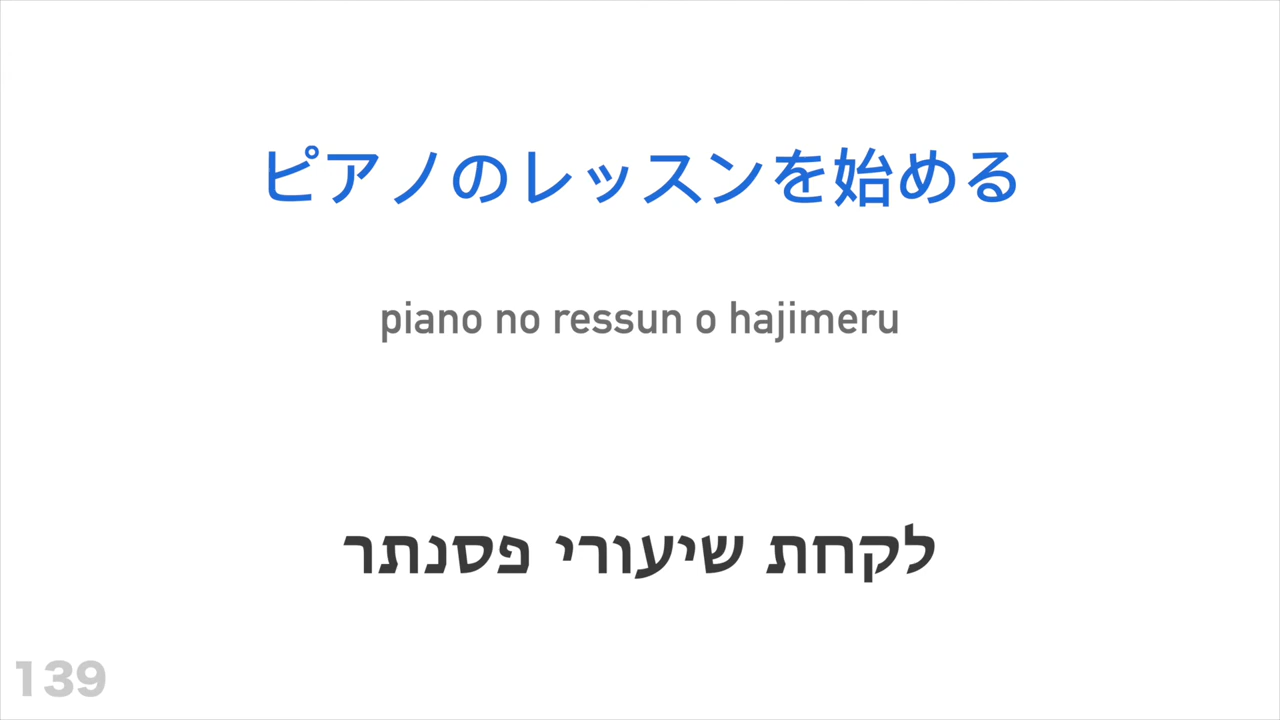 ピアノのレッスンを始める
piano no ressun o hajimeru
לקחת שיעורי פסנתר
139